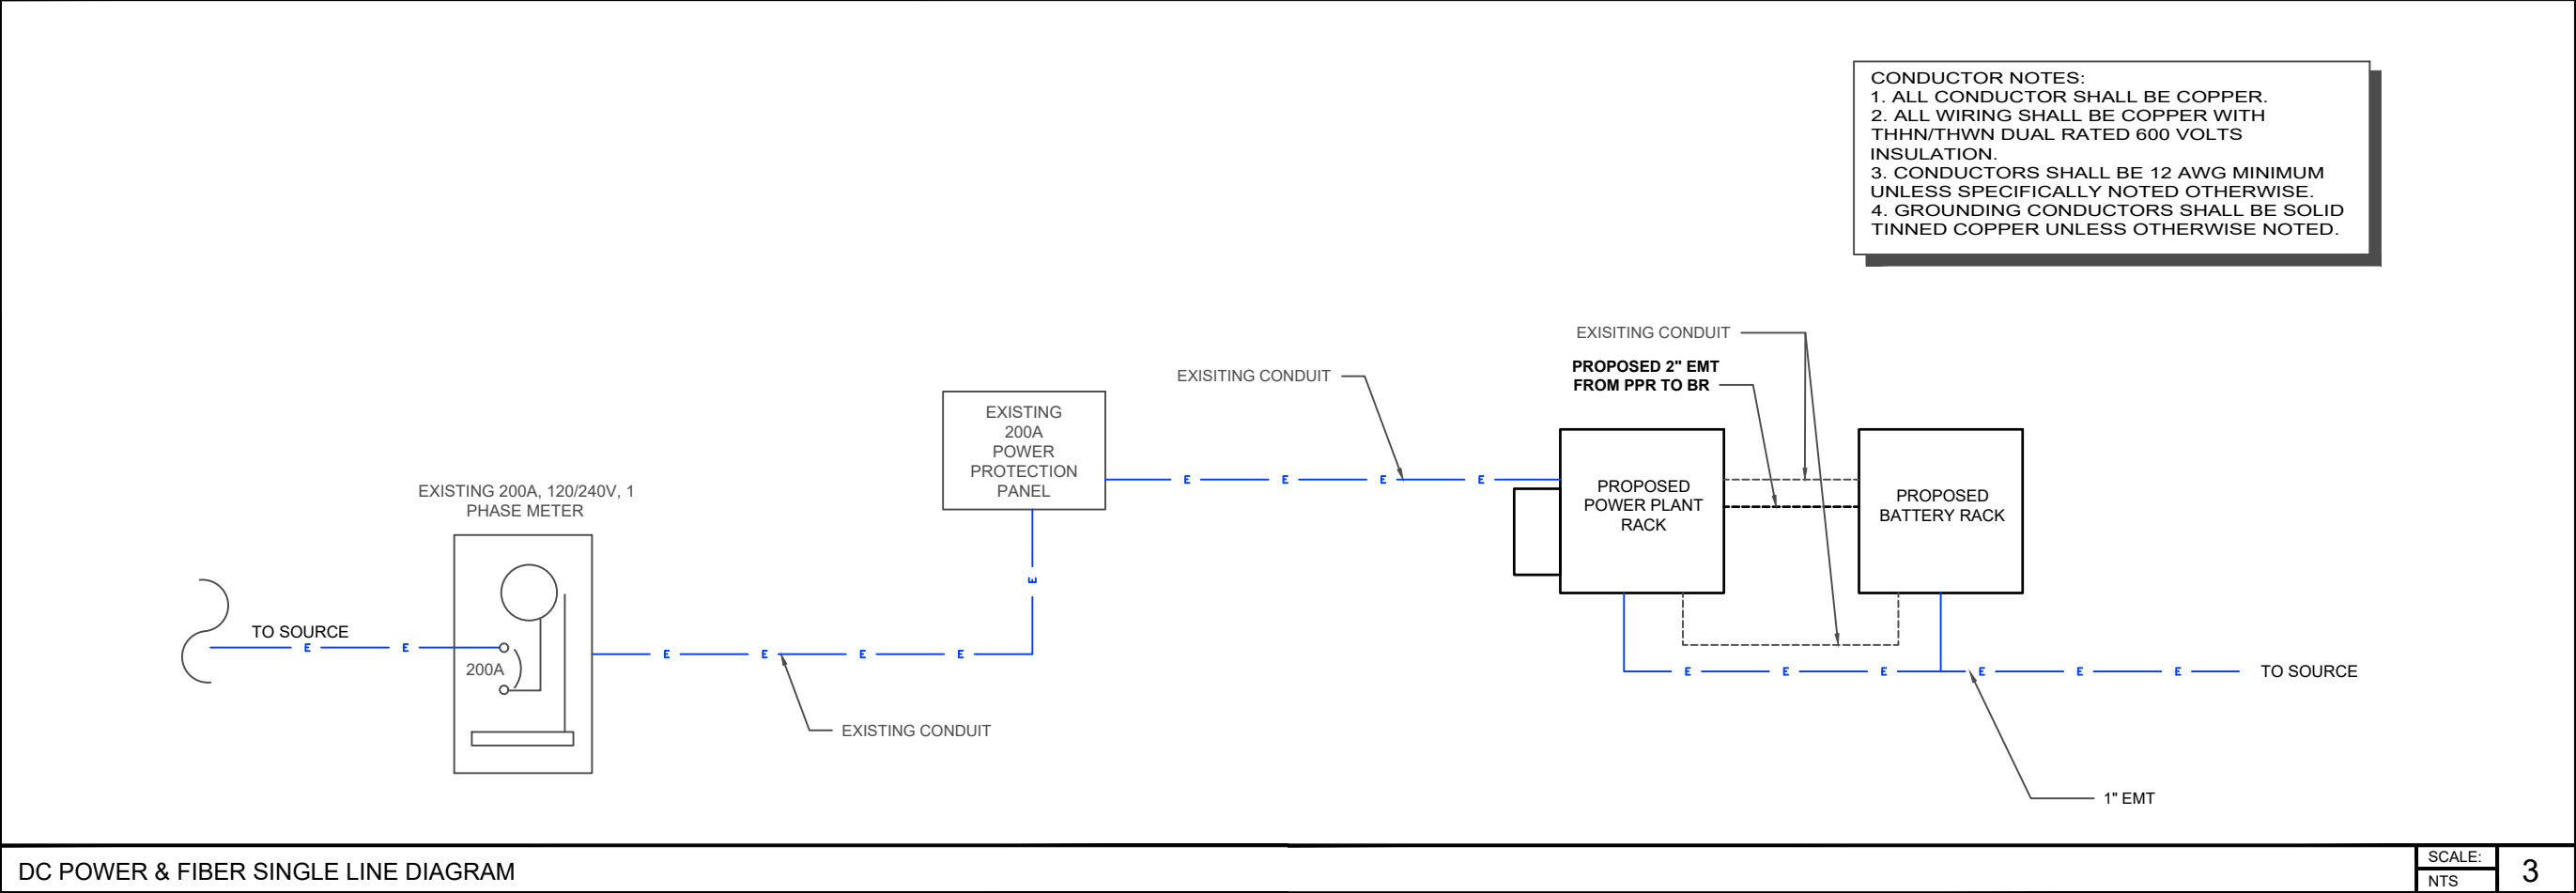 CONDUCTOR NOTES:
1. ALL CONDUCTOR SHALL BE COPPER.
2. ALL WIRING SHALL BE COPPER WITH
THHN/THWN DUAL RATED 600 VOLTS
INSULATION.
3. CONDUCTORS SHALL BE 12 AWG MINIMUM
UNLESS SPECIFICALLY NOTED OTHERWISE.
4. GROUNDING CONDUCTORS SHALL BE SOLID
TINNED COPPER UNLESS OTHERWISE NOTED.
EXISITING CONDUIT
PROPOSED 2" EMT
FROM PPR TO BR
EXISITING CONDUIT
EXISTING
200A
POWER
PROTECTION
PANEL
E E E E
PROPOSED
POWER PLANT
RACK
PROPOSED
BATTERY RACK
EXISTING 200A, 120/240V, 1
PHASE METER
E
TO SOURCE
E E
200A
E E E E
E E E E E E
TO SOURCE
EXISTING CONDUIT
1" EMT
DC POWER & FIBER SINGLE LINE DIAGRAM
SCALE:
NTS
3